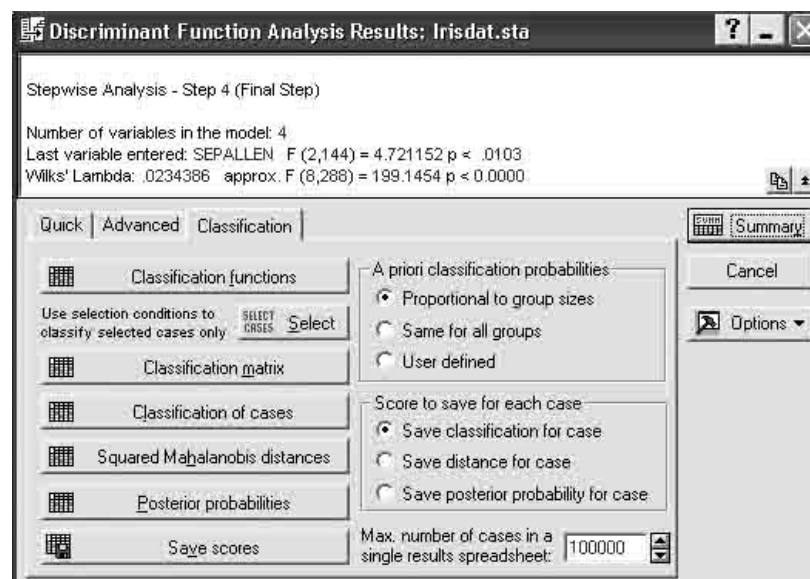 Discriminant Function Analysis Results: Irisdat.sta
Stepwise Analysis - Step 4 (Final Step)
Number of variables in the model: 4
Last variable entered: SEPALLEN F (2,144) = 4.721152 p < .0103
Wilks' Lambda: .0234386 approx. F (8,288) = 199.1454 p < 0.0000
Quick
Advanced
Classification
Summary
Cancel
Options
Classification functions
Use selection conditions to
classify selected cases only
SELECT
CASES
Select
Classification matrix
Classification of cases
Squared Mahalanobis distances
Posterior probabilities
Save scores
A priori classification probabilities
Proportional to group sizes
Same for all groups
User defined
Score to save for each case
Save classification for case
Save distance for case
Save posterior probability for case
Max. number of cases in a
single results spreadsheet:
100000